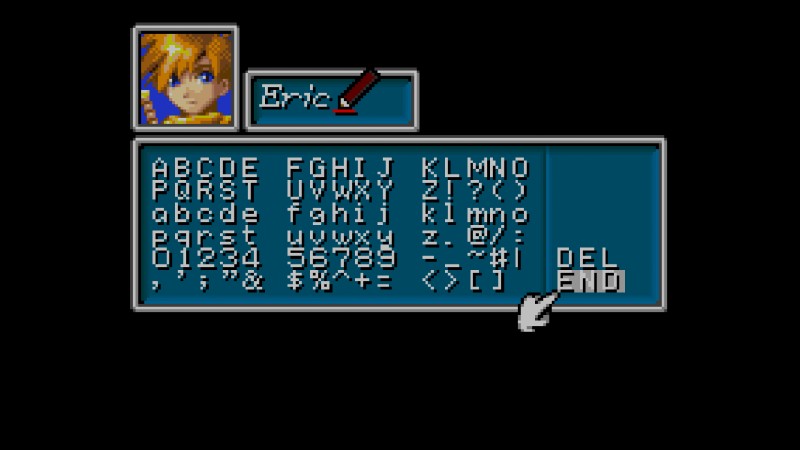 Eric
ABCDE FGHIJ KLMNO
PQRST UVWXY Z!?()
abcde fghij klmno
pqrst uvwxy z.@/:
01234 56789 -_~#| DEL
,';"& $%^+= <>[] END